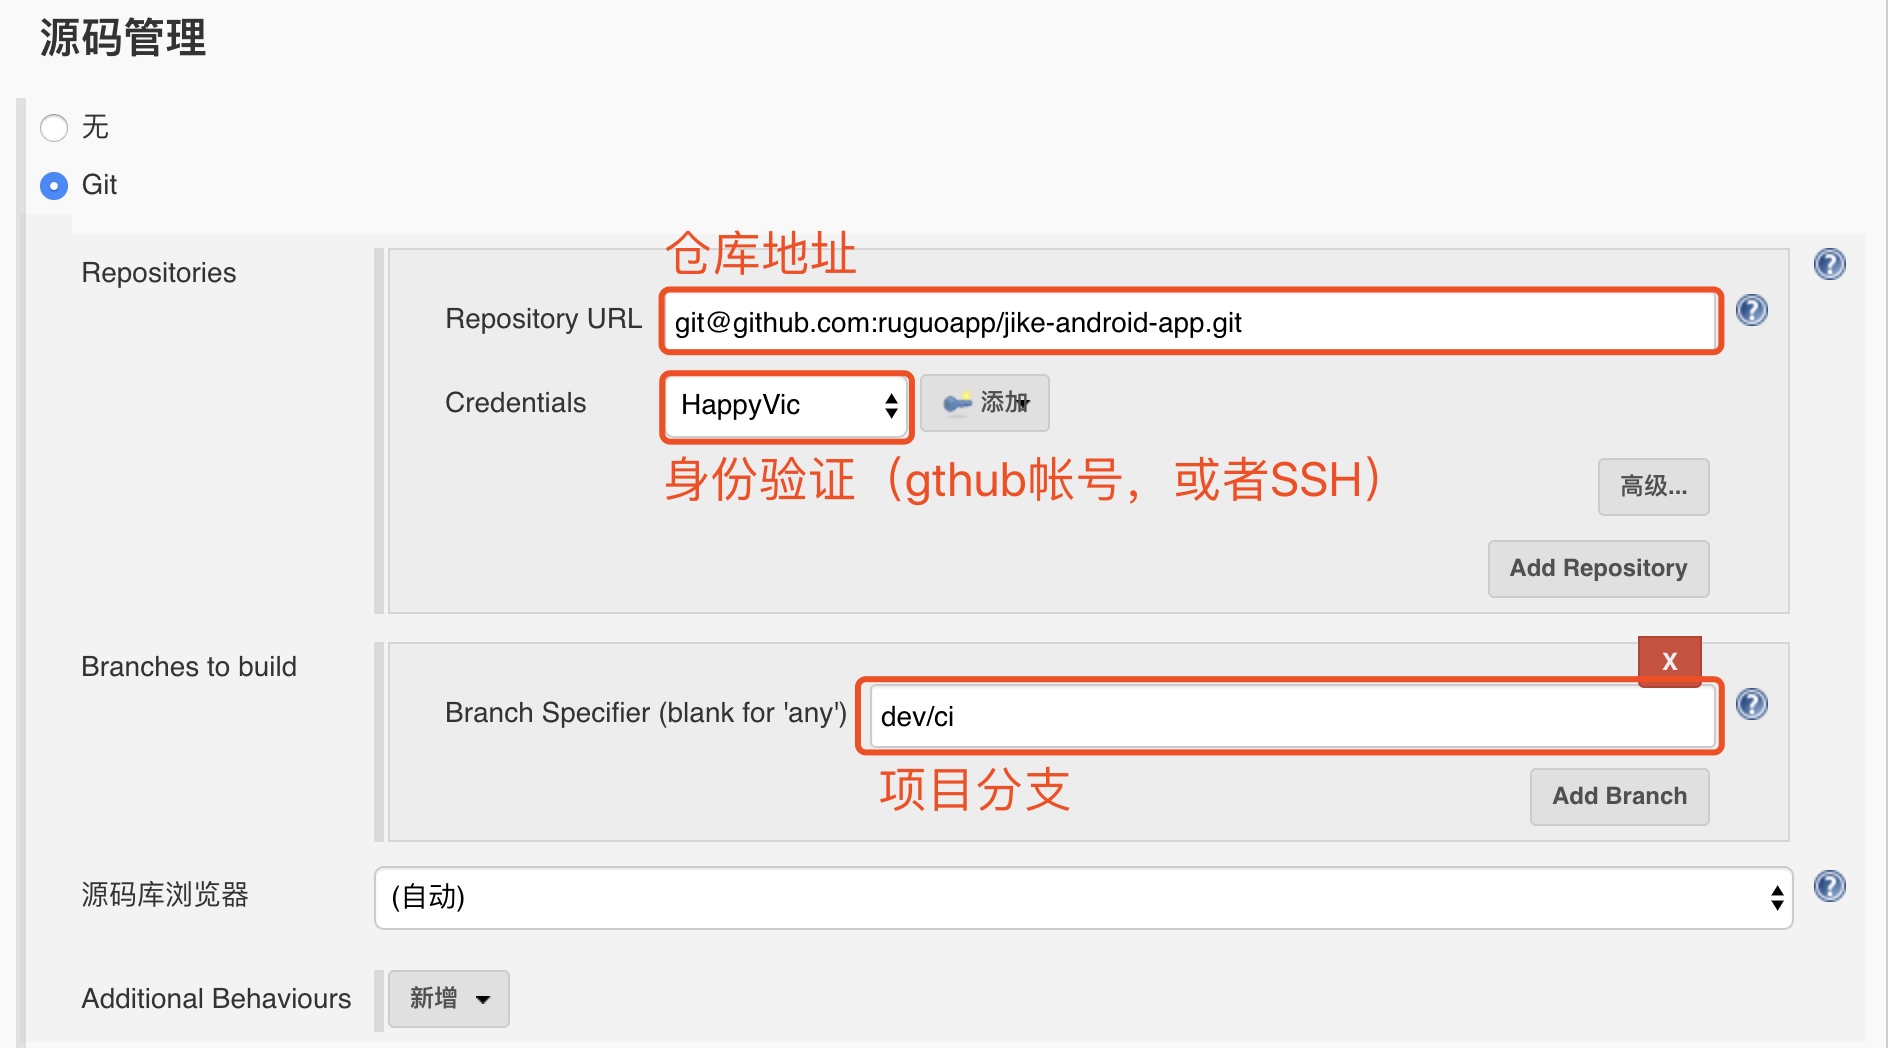 源码管理
无
Git
仓库地址
Repositories
Repository URL git@github.com:ruguoapp/jike-android-app.git
Credentials HappyVic 添加
身份验证（gthub帐号，或者SSH）
高级...
Add Repository
Branches to build
X
Branch Specifier (blank for 'any') dev/ci
项目分支
Add Branch
源码库浏览器 (自动)
Additional Behaviours 新增